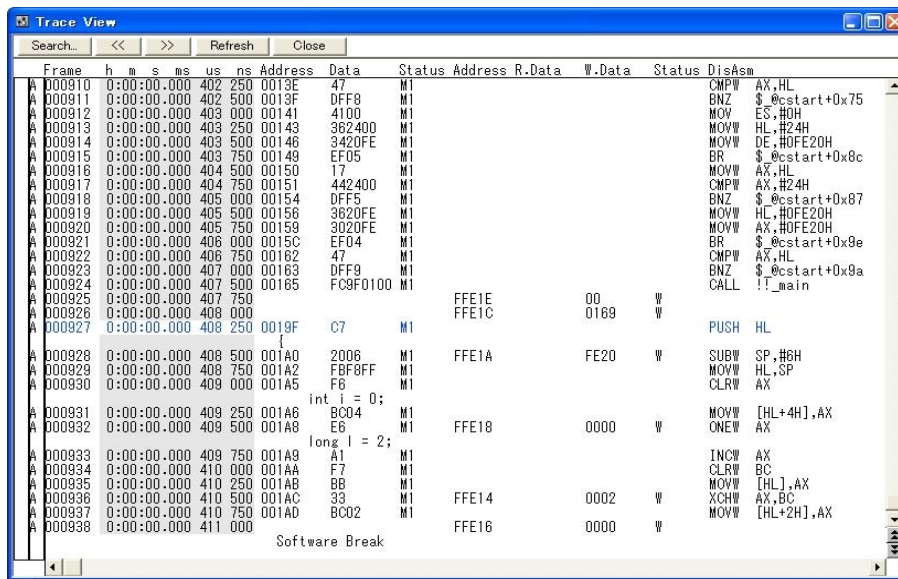 Trace View
Search... << >> Refresh Close
Frame h m s ms us ns Address Data Status Address R.Data W.Data Status DisAsm
A 000910 0:00:00.000 402 250 0013E 47 M1 CMPW AX,HL
A 000911 0:00:00.000 402 500 0013F DFF8 M1 BNZ $_@cstart+0x75
A 000912 0:00:00.000 403 000 00141 4100 M1 MOV ES,#0H
A 000913 0:00:00.000 403 250 00143 362400 M1 MOVW HL,#24H
A 000914 0:00:00.000 403 500 00146 3420FE M1 MOVW DE,#0FE20H
A 000915 0:00:00.000 403 750 00149 EF05 M1 BR $_@cstart+0x8c
A 000916 0:00:00.000 404 500 00150 17 M1 MOVW AX,HL
A 000917 0:00:00.000 404 750 00151 442400 M1 CMPW AX,#24H
A 000918 0:00:00.000 405 000 00154 DFF5 M1 BNZ $_@cstart+0x87
A 000919 0:00:00.000 405 500 00156 3620FE M1 MOVW HL,#0FE20H
A 000920 0:00:00.000 405 750 00159 3020FE M1 MOVW AX,#0FE20H
A 000921 0:00:00.000 406 000 0015C EF04 M1 BR $_@cstart+0x9e
A 000922 0:00:00.000 406 750 00162 47 M1 CMPW AX,HL
A 000923 0:00:00.000 407 000 00163 DFF9 M1 BNZ $_@cstart+0x9a
A 000924 0:00:00.000 407 500 00165 FC9F0100 M1 CALL !!_main
A 000925 0:00:00.000 407 750 FFE1E 00 W
A 000926 0:00:00.000 408 000 FFE1C 0169 W
A 000927 0:00:00.000 408 250 0019F C7 M1 PUSH HL
{
A 000928 0:00:00.000 408 500 001A0 2006 M1 FFE1A FE20 W SUBW SP,#6H
A 000929 0:00:00.000 408 750 001A2 FBF8FF M1 MOVW HL,SP
A 000930 0:00:00.000 409 000 001A5 F6 M1 CLRW AX
int i = 0;
A 000931 0:00:00.000 409 250 001A6 BC04 M1 MOVW [HL+4H],AX
A 000932 0:00:00.000 409 500 001A8 E6 M1 FFE18 0000 W ONEW AX
long l = 2;
A 000933 0:00:00.000 409 750 001A9 A1 M1 INCW AX
A 000934 0:00:00.000 410 000 001AA F7 M1 CLRW BC
A 000935 0:00:00.000 410 250 001AB BB M1 MOVW [HL],AX
A 000936 0:00:00.000 410 500 001AC 33 M1 FFE14 0002 W XCHW AX,BC
A 000937 0:00:00.000 410 750 001AD BC02 M1 MOVW [HL+2H],AX
A 000938 0:00:00.000 411 000 FFE16 0000 W
Software Break